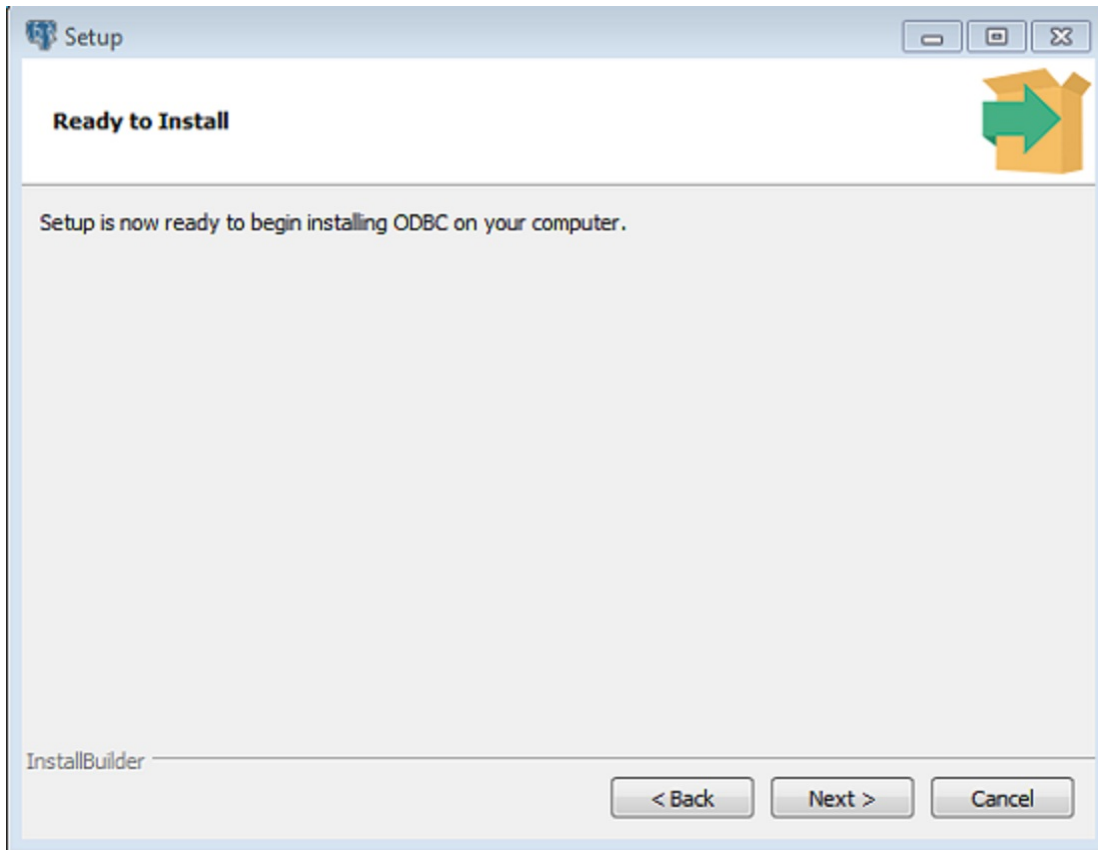 Setup
Ready to Install
Setup is now ready to begin installing ODBC on your computer.
InstallBuilder
< Back Next > Cancel